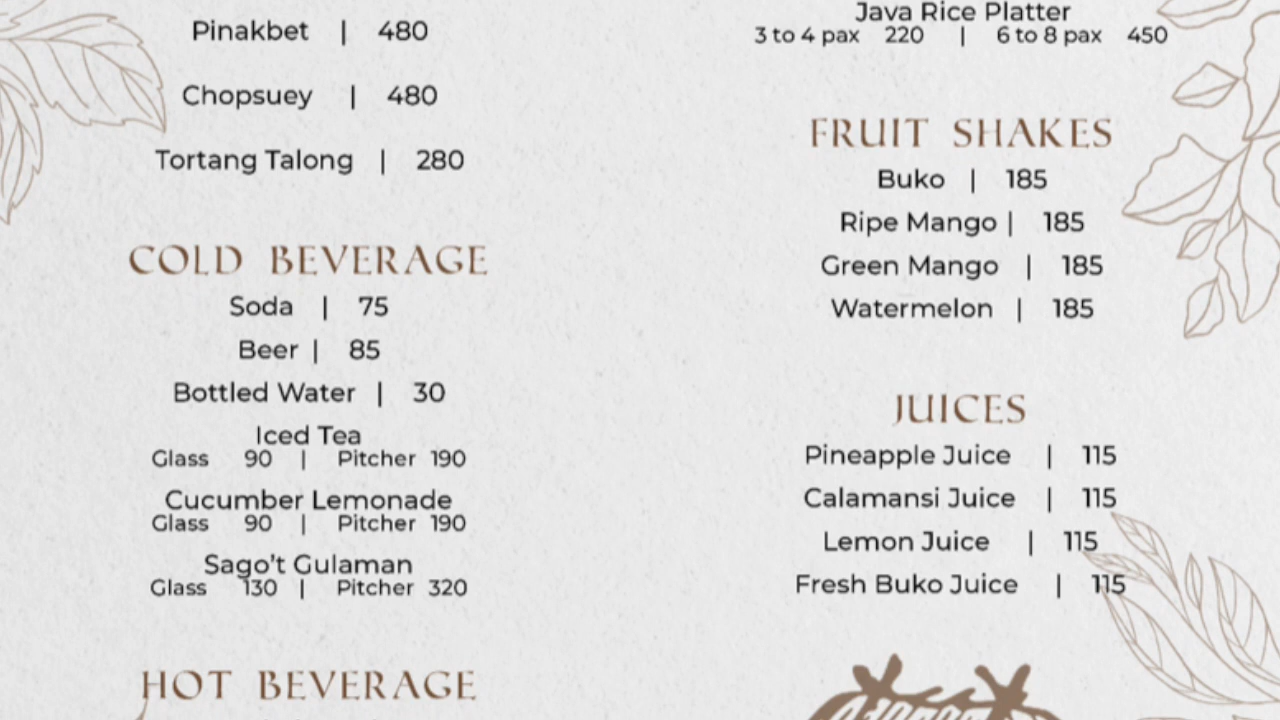 Pinakbet | 480
Chopsuey | 480
Tortang Talong | 280
COLD BEVERAGE
Soda | 75
Beer | 85
Bottled Water | 30
Iced Tea
Glass 90 | Pitcher 190
Cucumber Lemonade
Glass 90 | Pitcher 190
Sago't Gulaman
Glass 130 | Pitcher 320
HOT BEVERAGE
Java Rice Platter
3 to 4 pax 220 | 6 to 8 pax 450
FRUIT SHAKES
Buko | 185
Ripe Mango | 185
Green Mango | 185
Watermelon | 185
JUICES
Pineapple Juice | 115
Calamansi Juice | 115
Lemon Juice | 115
Fresh Buko Juice | 115